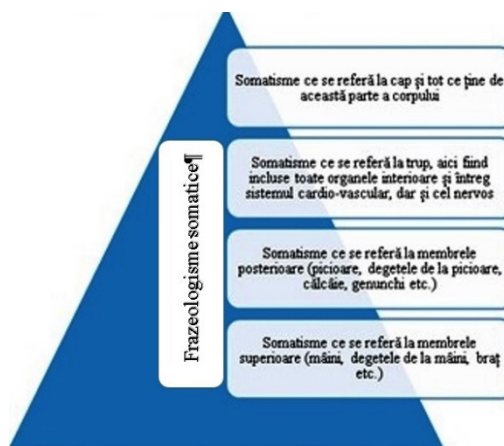 Somatisme ce se referă la cap și tot ce ține de
această parte a corpului
Frazeologisme somatice¶
Somatisme ce se referă la trup, aici fiind
incluse toate organele interioare și întreg
sistemul cardio-vascular, dar și cel nervos
Somatisme ce se referă la membrele
posterioare (picioare, degetele de la picioare,
călcâie, genunchi etc.)
Somatisme ce se referă la membrele
superioare (mâini, degetele de la mâini, braț
etc.)